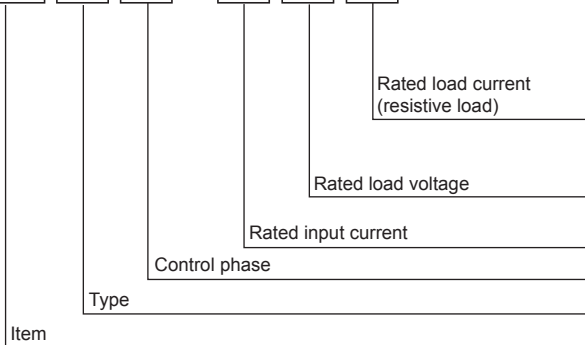 Rated load current
(resistive load)
Rated load voltage
Rated input current
Control phase
Type
Item